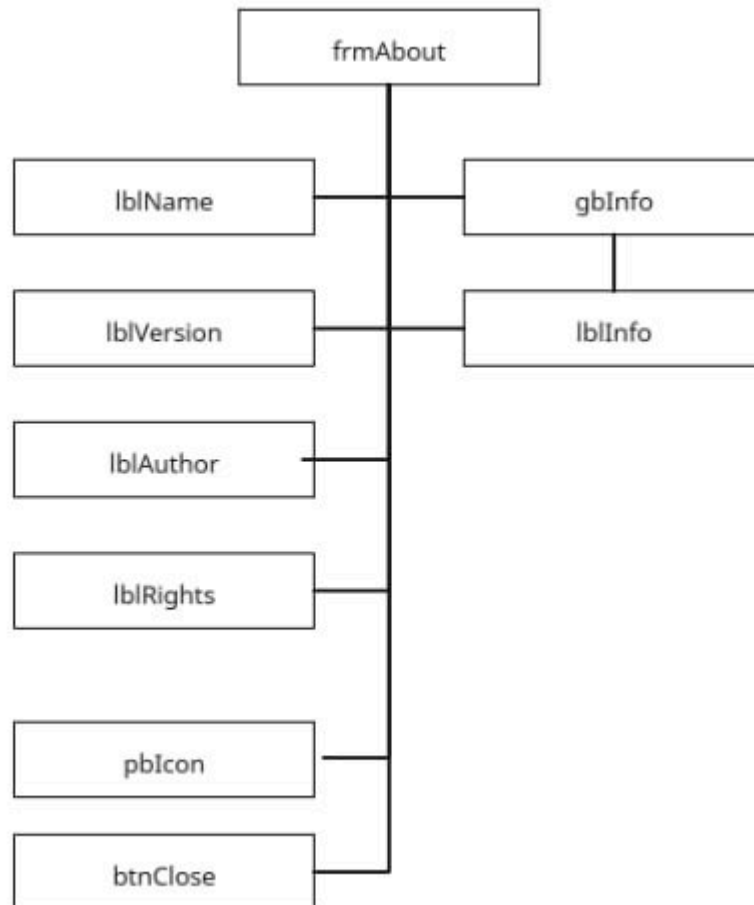 frmAbout
lblName
gbInfo
lblVersion
lblInfo
lblAuthor
lblRights
pbIcon
btnClose